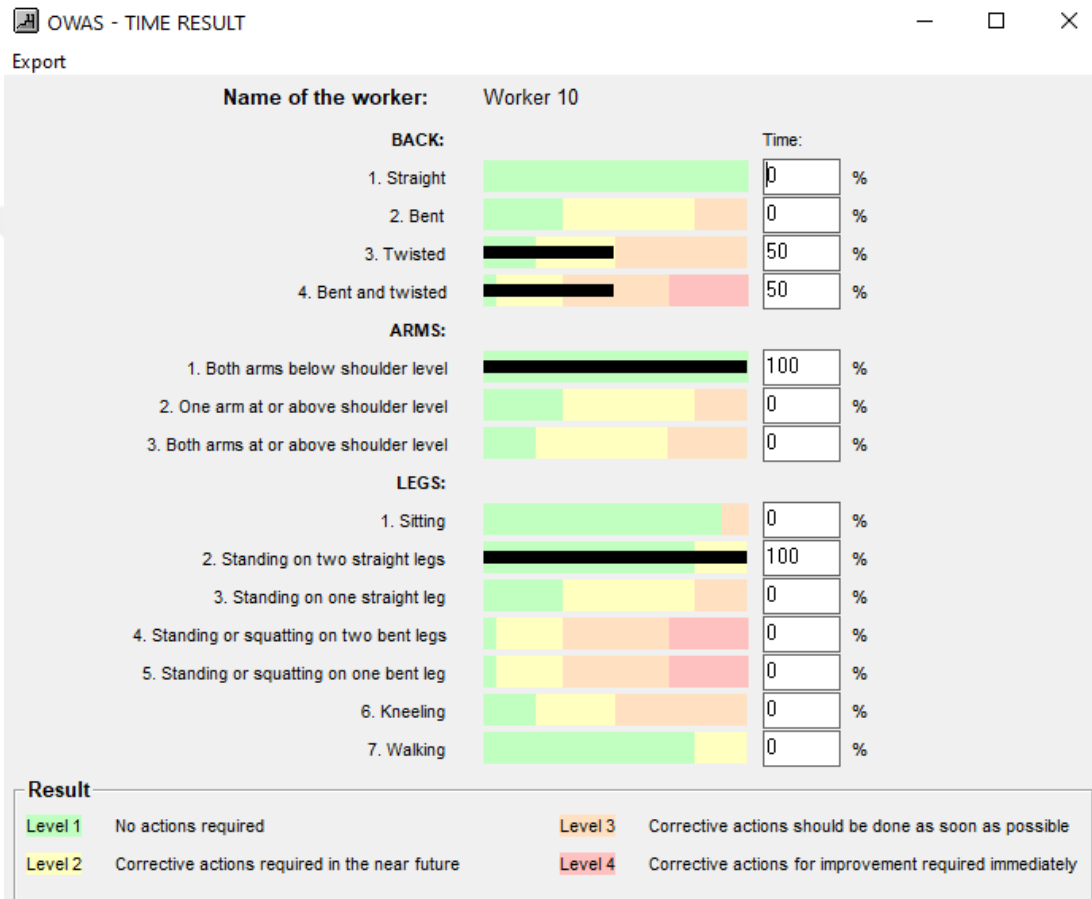 OWAS - TIME RESULT
Export
Name of the worker: Worker 10
BACK: Time:
1. Straight 0 %
2. Bent 0 %
3. Twisted 50 %
4. Bent and twisted 50 %
ARMS:
1. Both arms below shoulder level 100 %
2. One arm at or above shoulder level 0 %
3. Both arms at or above shoulder level 0 %
LEGS:
1. Sitting 0 %
2. Standing on two straight legs 100 %
3. Standing on one straight leg 0 %
4. Standing or squatting on two bent legs 0 %
5. Standing or squatting on one bent leg 0 %
6. Kneeling 0 %
7. Walking 0 %
Result
Level 1 No actions required Level 3 Corrective actions should be done as soon as possible
Level 2 Corrective actions required in the near future Level 4 Corrective actions for improvement required immediately